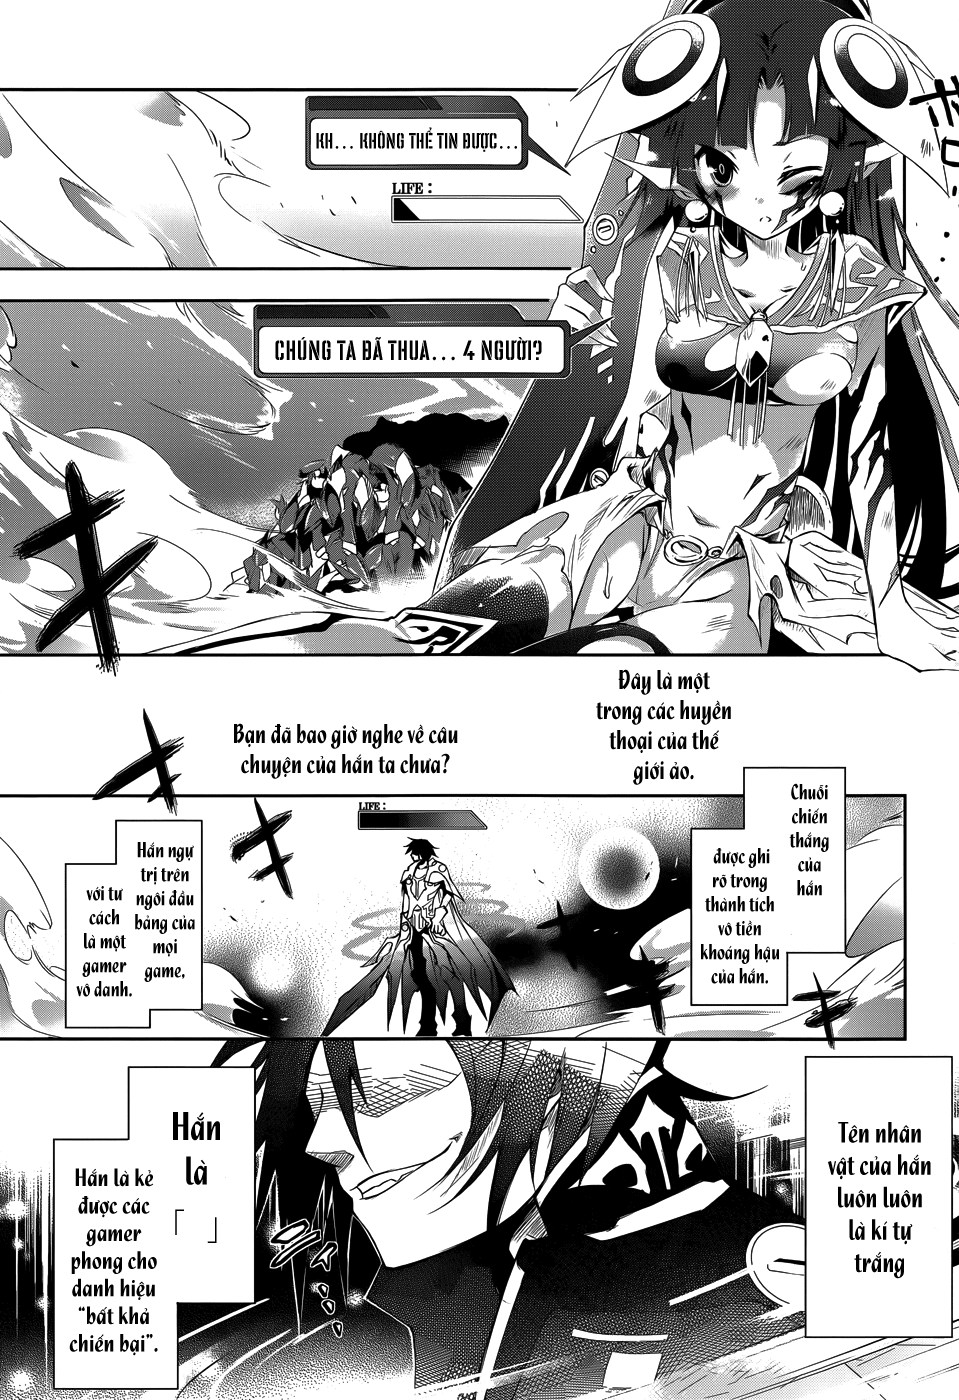 KH... KHÔNG THỂ TIN ĐƯỢC...
LIFE :
ボロ...
CHÚNG TA ĐÃ THUA... 4 NGƯỜI?
Đây là một
trong các huyền
thoại của thế
giới ảo.
Bạn đã bao giờ nghe về câu
chuyện của hắn ta chưa?
Chuỗi
chiến
thắng
của
hắn
được ghi
rõ trong
thành tích
vô tiền
khoáng hậu
của hắn.
LIFE :
Hắn ngự
trị trên
ngôi đầu
bảng của
mọi
game,
với tư
cách
là một
gamer
vô danh.
Tên nhân
vật của hắn
luôn luôn
là kí tự
trắng
Hắn
là
「 」
Hắn là kẻ
được các
gamer
phong cho
danh hiệu
"bất khả
chiến bại".